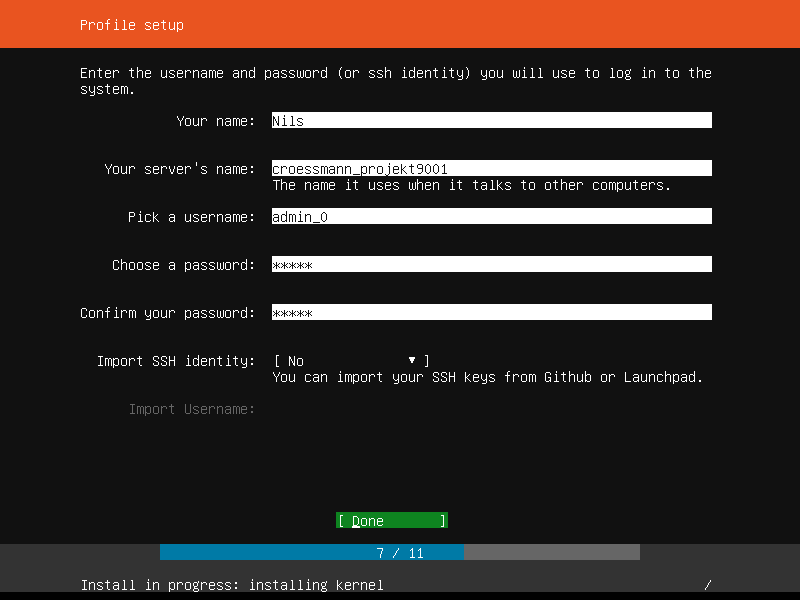 Profile setup
Enter the username and password (or ssh identity) you will use to log in to the
system.
Your name: Nils
Your server's name: croessmann_projekt9001
The name it uses when it talks to other computers.
Pick a username: admin_0
Choose a password: *****
Confirm your password: *****
Import SSH identity: [ No ▾ ]
You can import your SSH keys from Github or Launchpad.
Import Username:
[ Done ]
7 / 11
Install in progress: installing kernel /